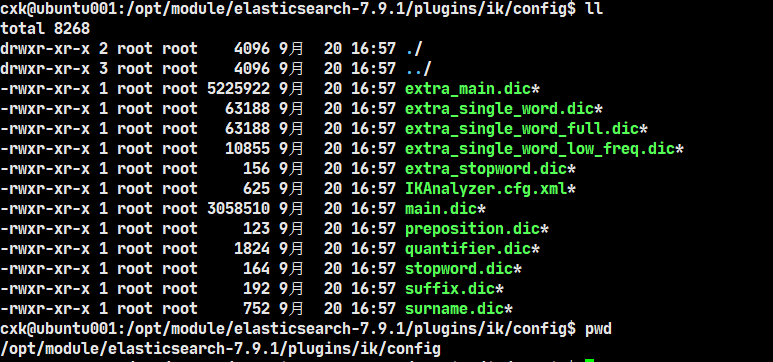 cxk@ubuntu001:/opt/module/elasticsearch-7.9.1/plugins/ik/config$ ll
total 8268
drwxr-xr-x 2 root root    4096 9月  20 16:57 ./
drwxr-xr-x 3 root root    4096 9月  20 16:57 ../
-rwxr-xr-x 1 root root 5225922 9月  20 16:57 extra_main.dic*
-rwxr-xr-x 1 root root   63188 9月  20 16:57 extra_single_word.dic*
-rwxr-xr-x 1 root root   63188 9月  20 16:57 extra_single_word_full.dic*
-rwxr-xr-x 1 root root   10855 9月  20 16:57 extra_single_word_low_freq.dic*
-rwxr-xr-x 1 root root     156 9月  20 16:57 extra_stopword.dic*
-rwxr-xr-x 1 root root     625 9月  20 16:57 IKAnalyzer.cfg.xml*
-rwxr-xr-x 1 root root 3058510 9月  20 16:57 main.dic*
-rwxr-xr-x 1 root root     123 9月  20 16:57 preposition.dic*
-rwxr-xr-x 1 root root    1824 9月  20 16:57 quantifier.dic*
-rwxr-xr-x 1 root root     164 9月  20 16:57 stopword.dic*
-rwxr-xr-x 1 root root     192 9月  20 16:57 suffix.dic*
-rwxr-xr-x 1 root root     752 9月  20 16:57 surname.dic*
cxk@ubuntu001:/opt/module/elasticsearch-7.9.1/plugins/ik/config$ pwd
/opt/module/elasticsearch-7.9.1/plugins/ik/config